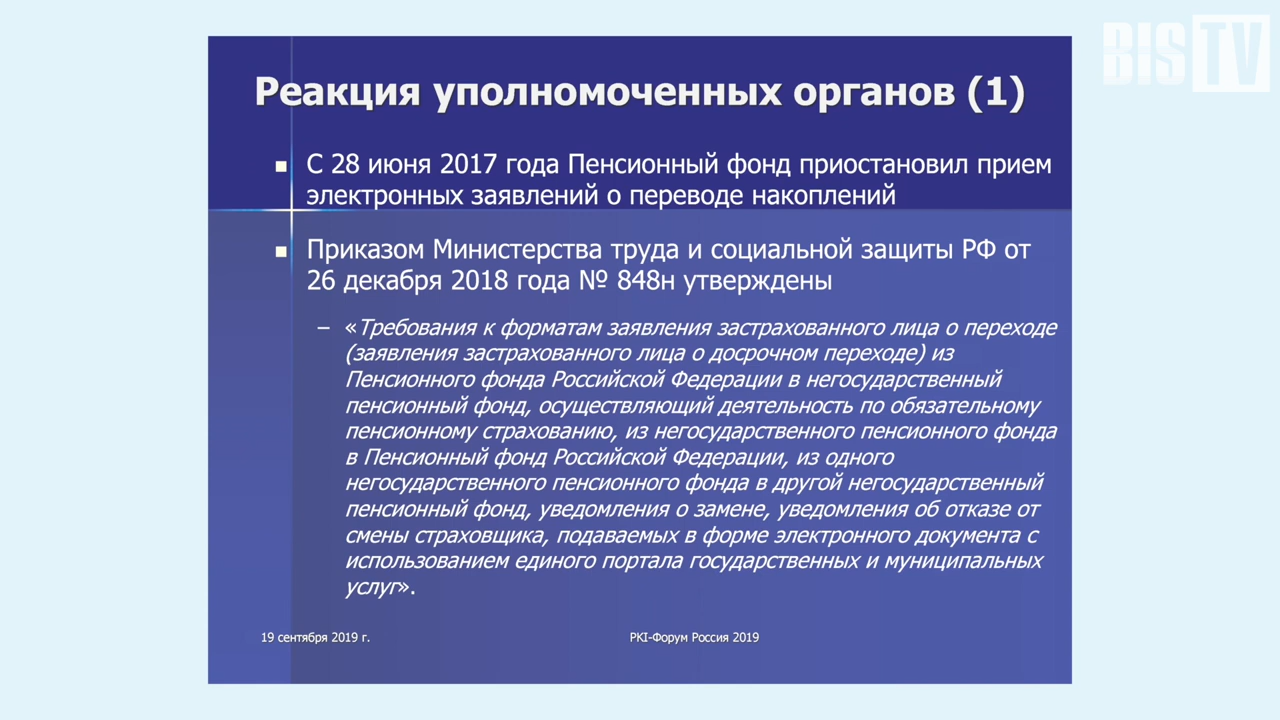 BIS TV
Реакция уполномоченных органов (1)
С 28 июня 2017 года Пенсионный фонд приостановил прием
электронных заявлений о переводе накоплений
Приказом Министерства труда и социальной защиты РФ от
26 декабря 2018 года № 848н утверждены
– «Требования к форматам заявления застрахованного лица о переходе
(заявления застрахованного лица о досрочном переходе) из
Пенсионного фонда Российской Федерации в негосударственный
пенсионный фонд, осуществляющий деятельность по обязательному
пенсионному страхованию, из негосударственного пенсионного фонда
в Пенсионный фонд Российской Федерации, из одного
негосударственного пенсионного фонда в другой негосударственный
пенсионный фонд, уведомления о замене, уведомления об отказе от
смены страховщика, подаваемых в форме электронного документа с
использованием единого портала государственных и муниципальных
услуг».
19 сентября 2019 г.
PKI-Форум Россия 2019